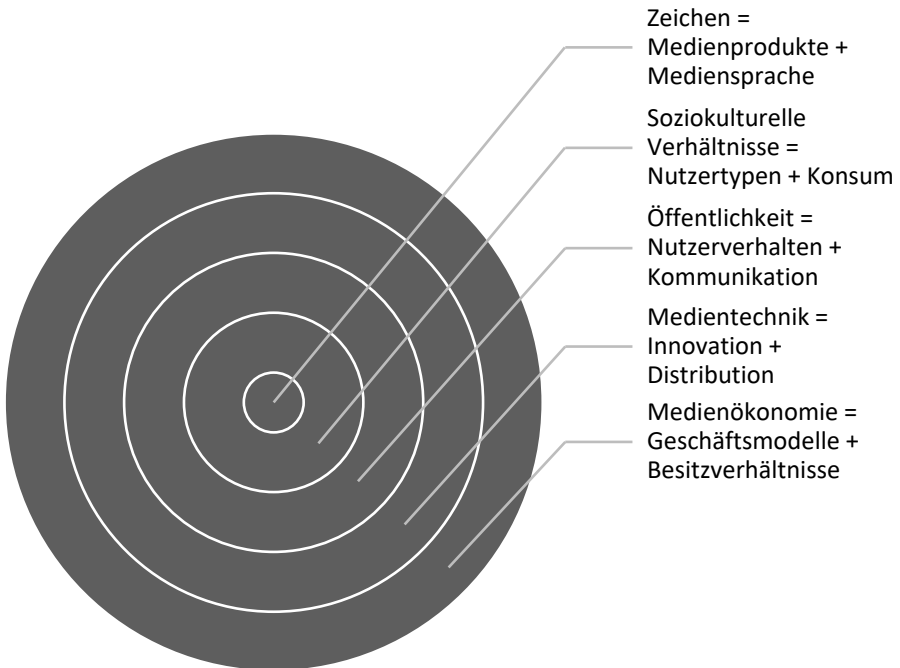 Zeichen =
Medienprodukte +
Mediensprache
Soziokulturelle
Verhältnisse =
Nutzertypen + Konsum
Öffentlichkeit =
Nutzerverhalten +
Kommunikation
Medientechnik =
Innovation +
Distribution
Medienökonomie =
Geschäftsmodelle +
Besitzverhältnisse